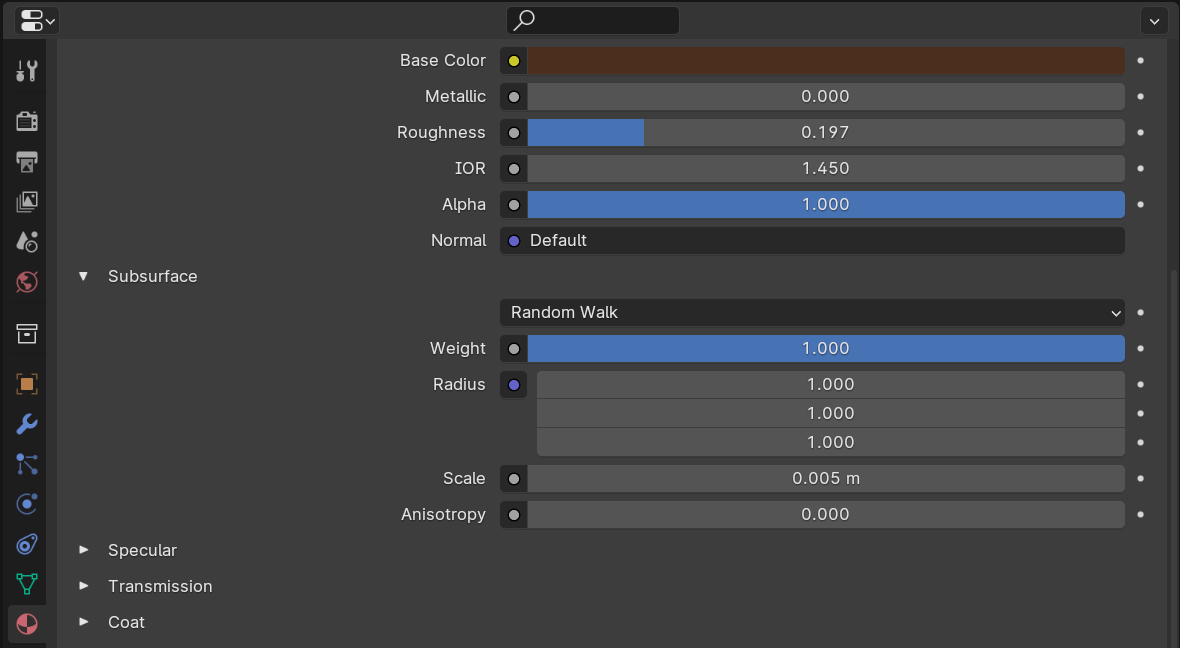 Base Color
Metallic 0.000
Roughness 0.197
IOR 1.450
Alpha 1.000
Normal Default
Subsurface
Random Walk
Weight 1.000
Radius 1.000
1.000
1.000
Scale 0.005 m
Anisotropy 0.000
Specular
Transmission
Coat